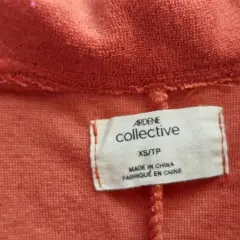 ARDENE
collective
XS/TP
MADE IN CHINA
FABRIQUÉ EN CHINE